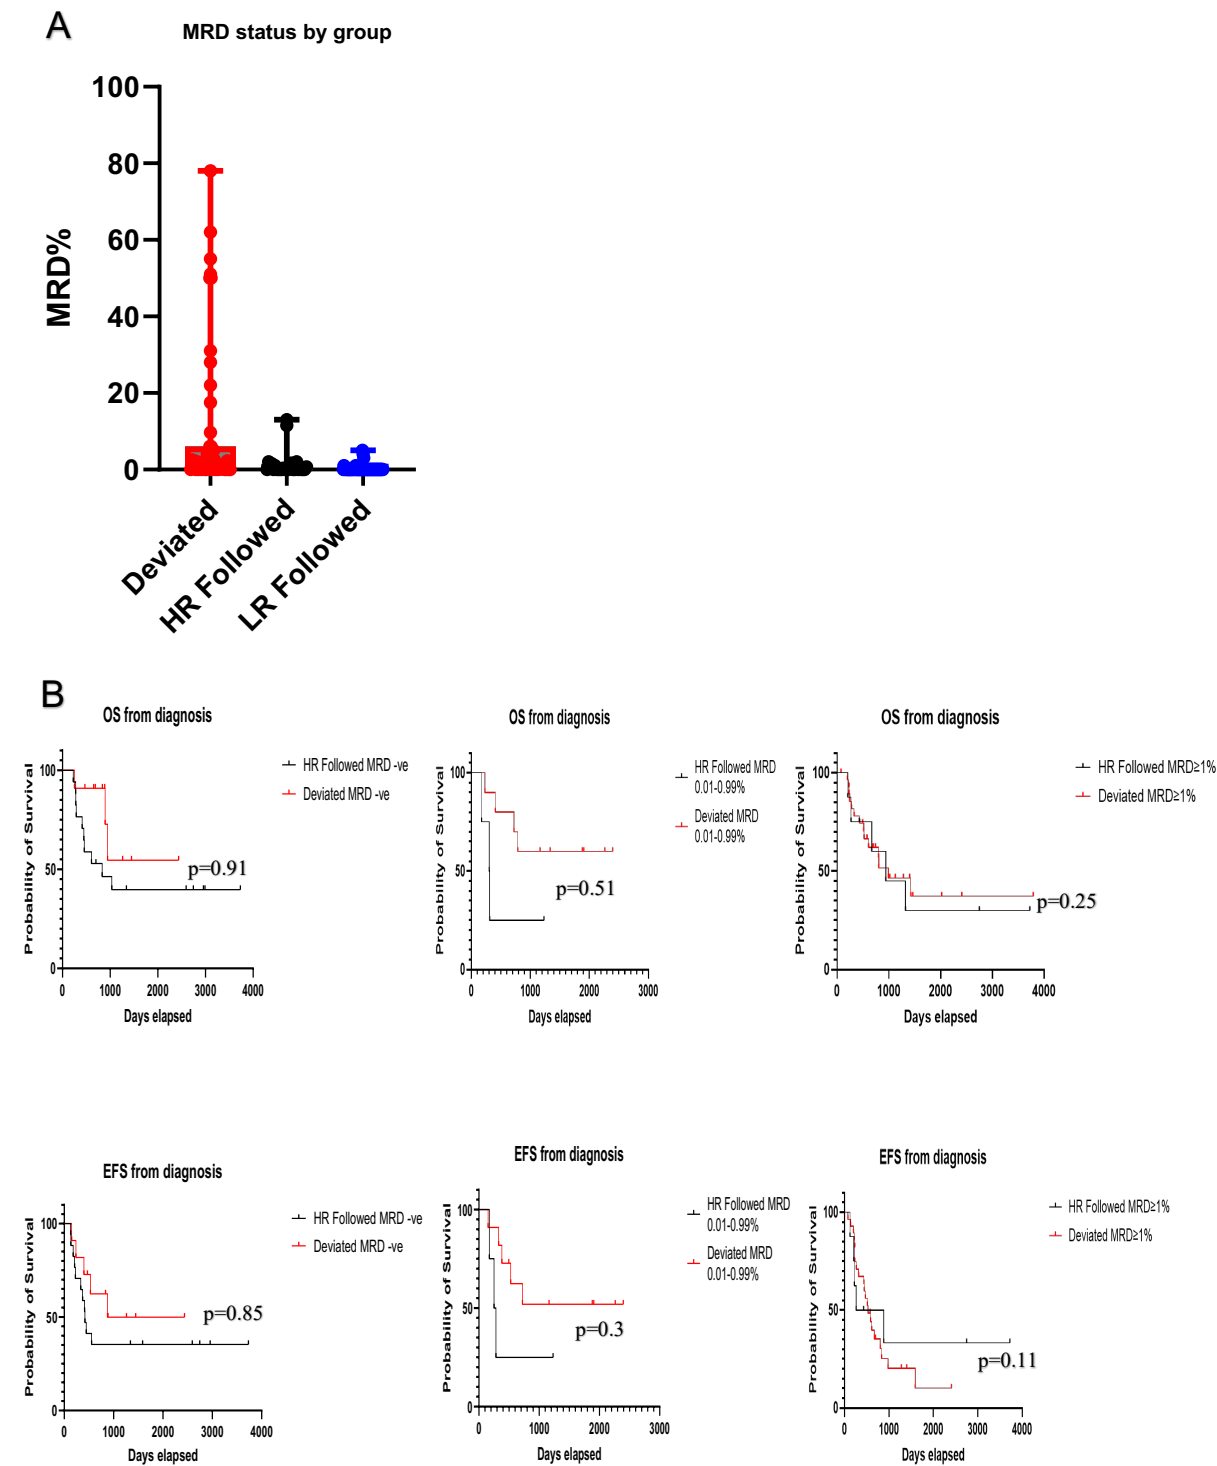 A
MRD status by group
MRD%
100
80
60
40
20
0
Deviated
HR Followed
LR Followed
B
OS from diagnosis
Probability of Survival
100
50
0
0 1000 2000 3000 4000
Days elapsed
HR Followed MRD -ve
Deviated MRD -ve
p=0.91
OS from diagnosis
Probability of Survival
100
50
0
0 1000 2000 3000
Days elapsed
HR Followed MRD
0.01-0.99%
Deviated MRD
0.01-0.99%
p=0.51
OS from diagnosis
Probability of Survival
100
50
0
0 1000 2000 3000 4000
Days elapsed
HR Followed MRD≥1%
Deviated MRD≥1%
p=0.25
EFS from diagnosis
Probability of Survival
100
50
0
0 1000 2000 3000 4000
Days elapsed
HR Followed MRD -ve
Deviated MRD -ve
p=0.85
EFS from diagnosis
Probability of Survival
100
50
0
0 1000 2000 3000
Days elapsed
HR Followed MRD
0.01-0.99%
Deviated MRD
0.01-0.99%
p=0.3
EFS from diagnosis
Probability of Survival
100
50
0
0 1000 2000 3000 4000
Days elapsed
HR Followed MRD≥1%
Deviated MRD≥1%
p=0.11